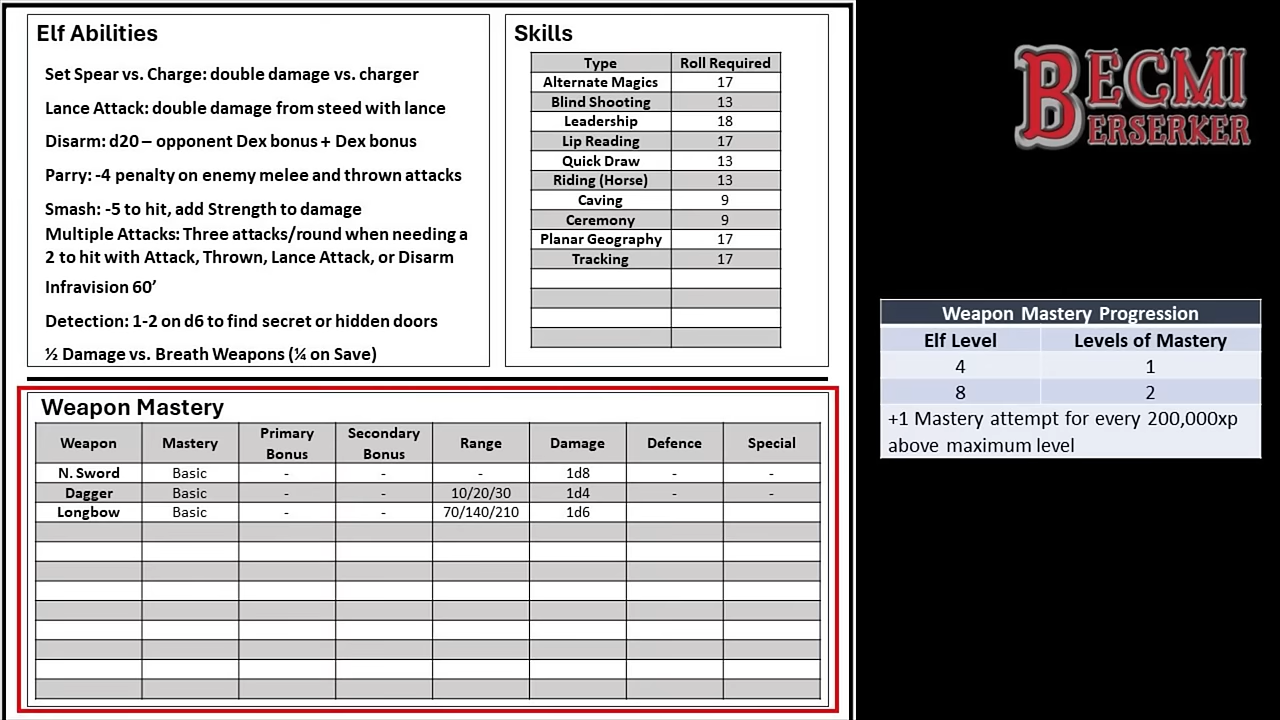 Elf Abilities
Set Spear vs. Charge: double damage vs. charger
Lance Attack: double damage from steed with lance
Disarm: d20 – opponent Dex bonus + Dex bonus
Parry: -4 penalty on enemy melee and thrown attacks
Smash: -5 to hit, add Strength to damage
Multiple Attacks: Three attacks/round when needing a
2 to hit with Attack, Thrown, Lance Attack, or Disarm
Infravision 60’
Detection: 1-2 on d6 to find secret or hidden doors
½ Damage vs. Breath Weapons (¼ on Save)
Skills
Type Roll Required
Alternate Magics 17
Blind Shooting 13
Leadership 18
Lip Reading 17
Quick Draw 13
Riding (Horse) 13
Caving 9
Ceremony 9
Planar Geography 17
Tracking 17
BECMI
BERSERKER
Weapon Mastery Progression
Elf Level Levels of Mastery
4 1
8 2
+1 Mastery attempt for every 200,000xp
above maximum level
Weapon Mastery
Weapon Mastery Primary Bonus Secondary Bonus Range Damage Defence Special
N. Sword Basic - - - 1d8 - -
Dagger Basic - - 10/20/30 1d4 - -
Longbow Basic - - 70/140/210 1d6